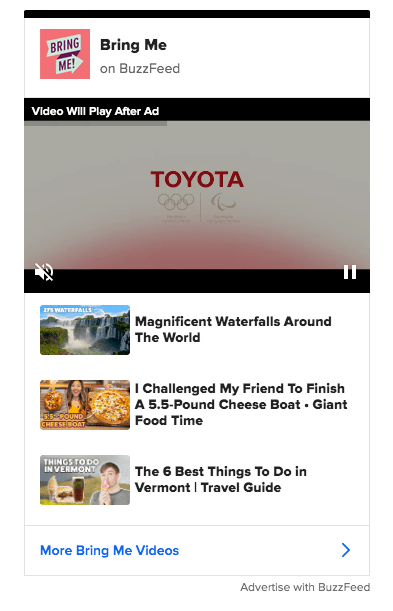 BRING
ME!
Bring Me
on BuzzFeed
Video Will Play After Ad
TOYOTA
275 WATERFALLS
Magnificent Waterfalls Around
The World
5.5-POUND
CHEESE BOAT
I Challenged My Friend To Finish
A 5.5-Pound Cheese Boat • Giant
Food Time
THINGS TO DO
IN VERMONT
The 6 Best Things To Do in
Vermont | Travel Guide
More Bring Me Videos
Advertise with BuzzFeed